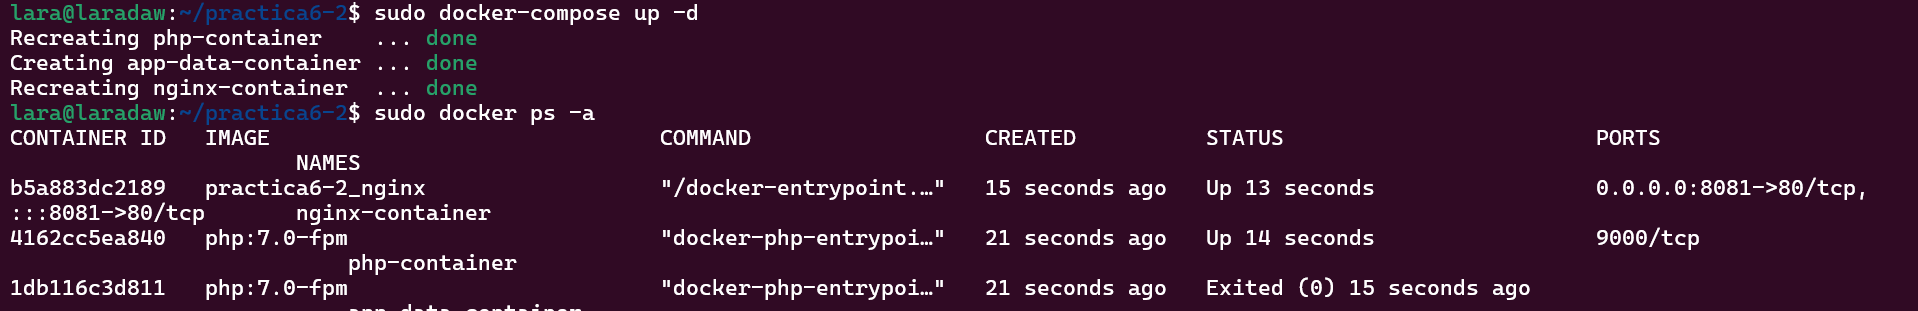 lara@laradaw:~/practica6-2$ sudo docker-compose up -d
Recreating php-container    ... done
Creating app-data-container ... done
Recreating nginx-container  ... done
lara@laradaw:~/practica6-2$ sudo docker ps -a
CONTAINER ID   IMAGE                              COMMAND                  CREATED          STATUS                        PORTS
                      NAMES
b5a883dc2189   practica6-2_nginx                  "/docker-entrypoint.…"   15 seconds ago   Up 13 seconds                 0.0.0.0:8081->80/tcp,
:::8081->80/tcp       nginx-container
4162cc5ea840   php:7.0-fpm                        "docker-php-entrypoi…"   21 seconds ago   Up 14 seconds                 9000/tcp
                          php-container
1db116c3d811   php:7.0-fpm                        "docker-php-entrypoi…"   21 seconds ago   Exited (0) 15 seconds ago
                          app-data-container